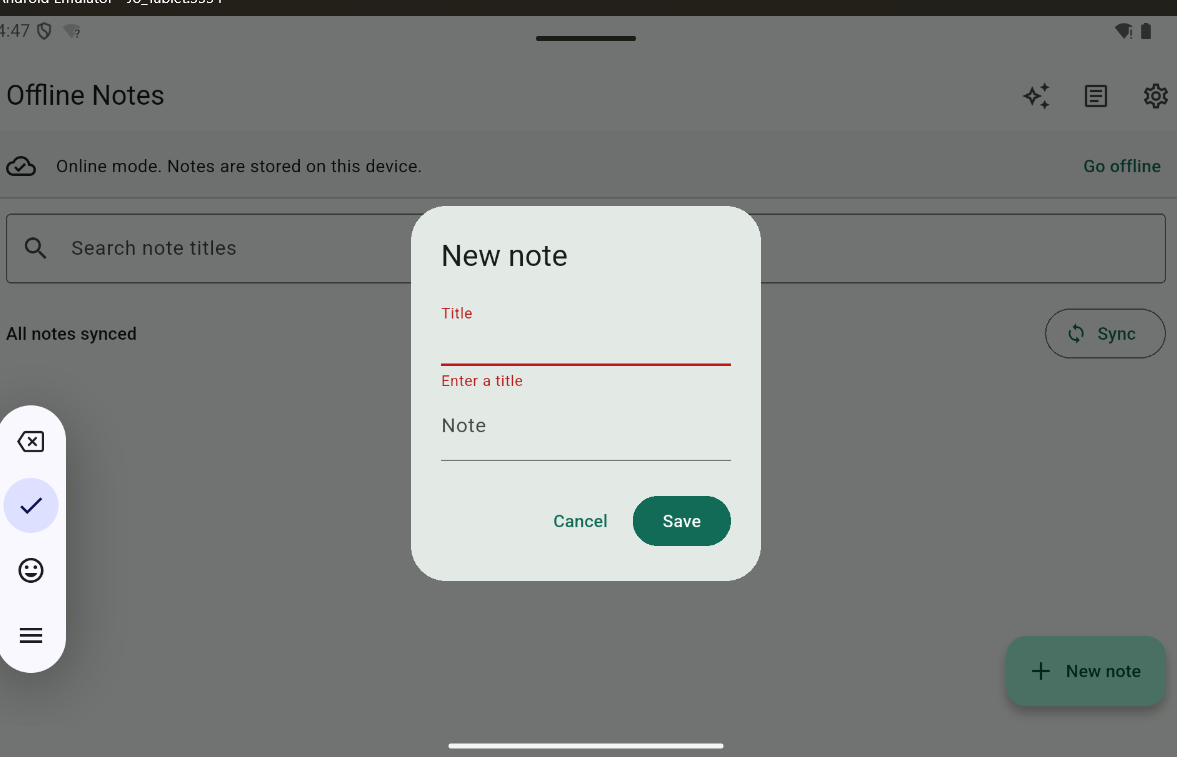 4:47
Offline Notes
Online mode. Notes are stored on this device.
Go offline
Search note titles
All notes synced
Sync
New note
Title
Enter a title
Note
Cancel
Save
New note